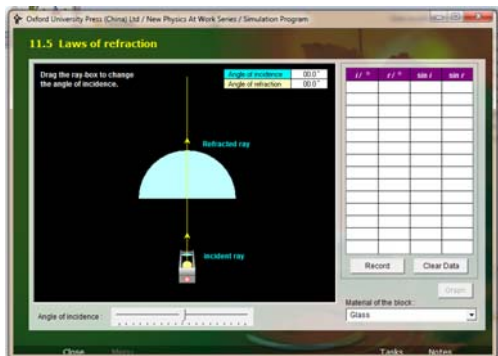 Oxford University Press (China) Ltd / New Physics At Work Series / Simulation Program
11.5 Laws of refraction
Drag the ray-box to change
the angle of incidence.
Angle of incidence 00.0°
Angle of refraction 00.0°
i / ° r / ° sin i sin r
Refracted ray
Incident ray
Record Clear Data
Graph
Material of the block:
Glass
Angle of incidence:
Close Menu Tasks Notes